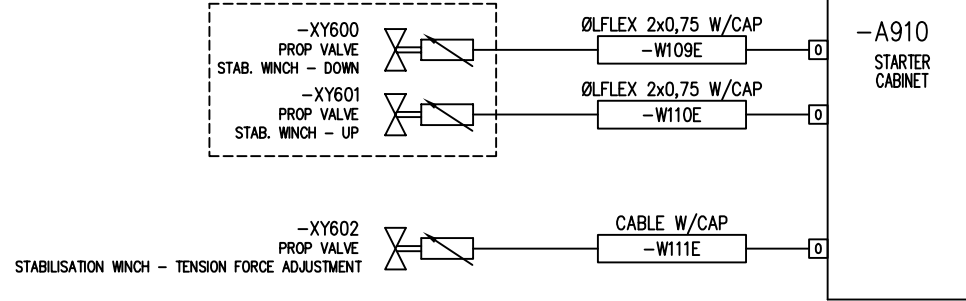 -XY600
PROP VALVE
STAB. WINCH - DOWN
ØLFLEX 2x0,75 W/CAP
-W109E
0
-A910
STARTER
CABINET
-XY601
PROP VALVE
STAB. WINCH - UP
ØLFLEX 2x0,75 W/CAP
-W110E
0
-XY602
PROP VALVE
STABILISATION WINCH - TENSION FORCE ADJUSTMENT
CABLE W/CAP
-W111E
0